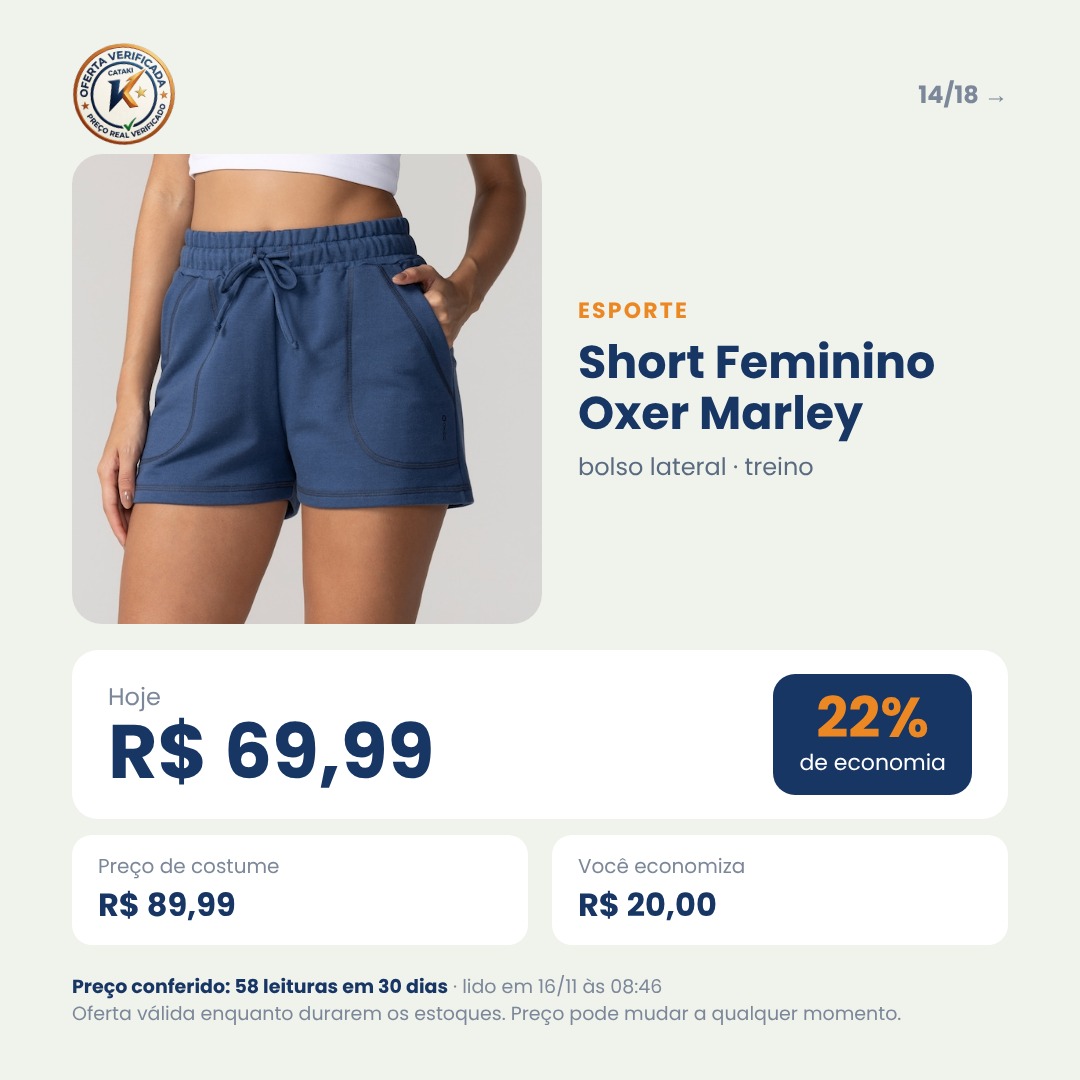 OFERTA VERIFICADA
CATAKI
K
PREÇO REAL VERIFICADO
14/18 →
ESPORTE
Short Feminino
Oxer Marley
bolso lateral · treino
Hoje
R$ 69,99
22%
de economia
Preço de costume
R$ 89,99
Você economiza
R$ 20,00
Preço conferido: 58 leituras em 30 dias · lido em 16/11 às 08:46
Oferta válida enquanto durarem os estoques. Preço pode mudar a qualquer momento.